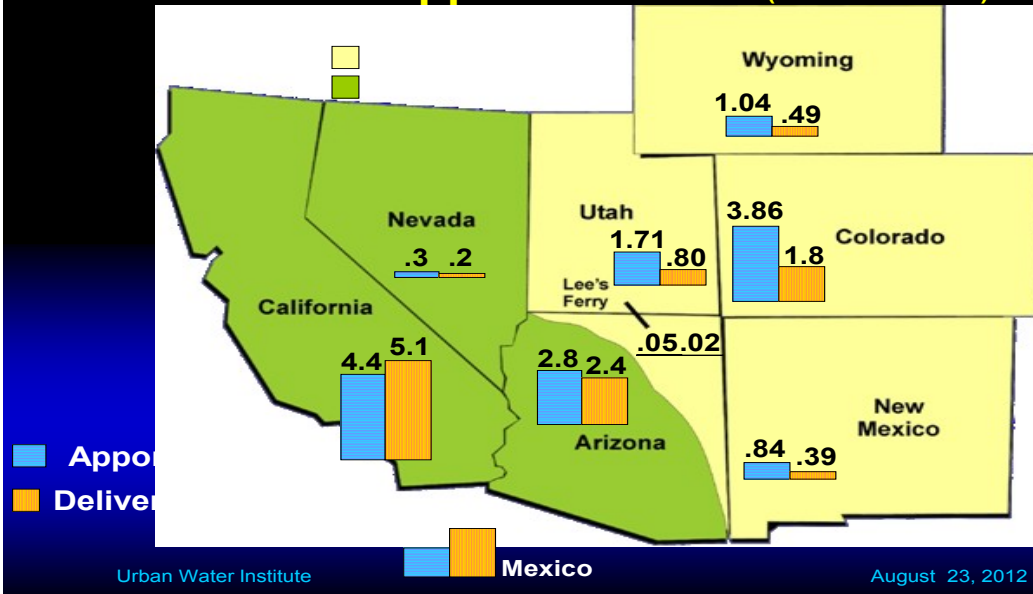 Wyoming
1.04 .49
Nevada
.3 .2
Utah
1.71 .80
3.86 1.8
Colorado
Lee's
Ferry
California
.05.02
4.4 5.1
2.8 2.4
Arizona
New
Mexico
.84 .39
Appor
Deliver
Mexico
Urban Water Institute
August 23, 2012